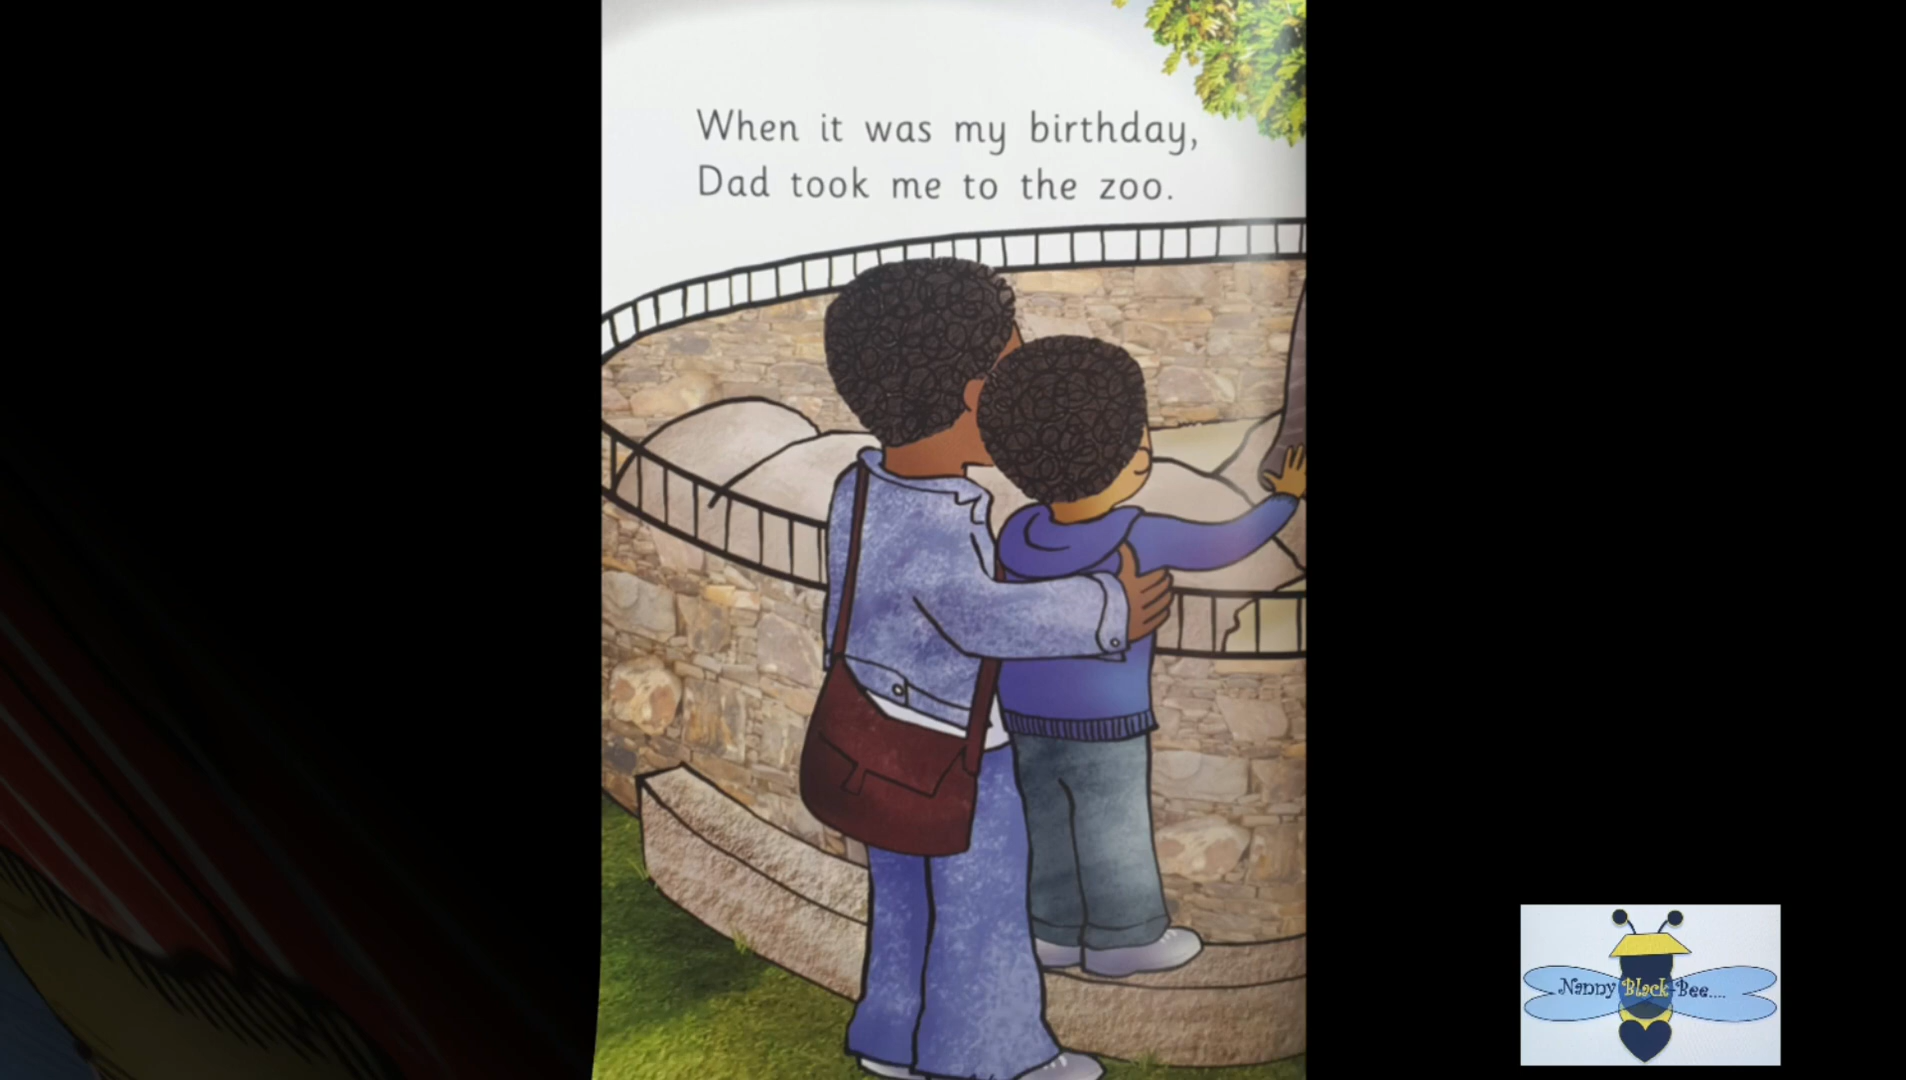 When it was my birthday,
Dad took me to the zoo.
Nanny Black-Bee....